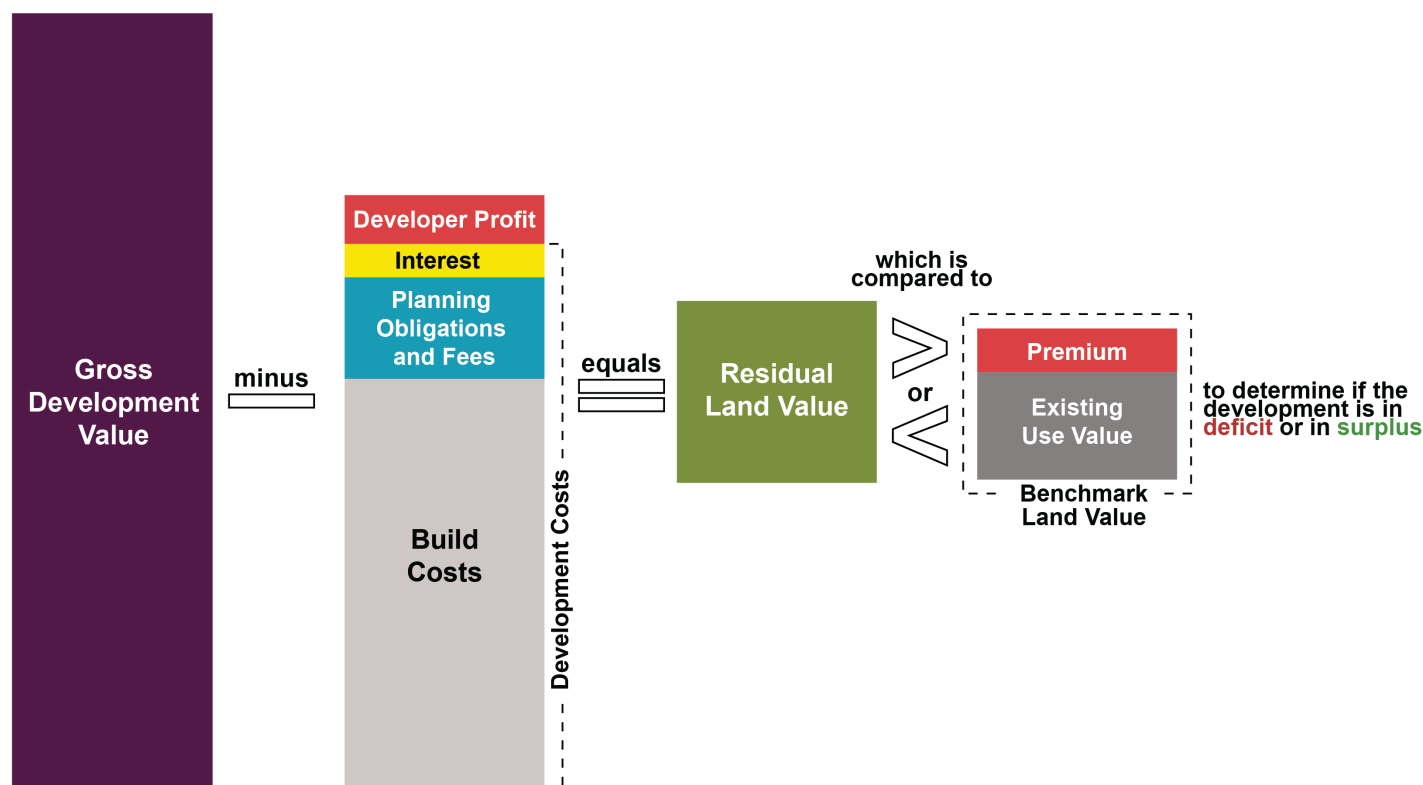 Gross
Development
Value
minus
Developer Profit
Interest
Planning
Obligations
and Fees
Build
Costs
Development Costs
equals
Residual
Land Value
which is
compared to
or
Premium
Existing
Use Value
Benchmark
Land Value
to determine if the
development is in
deficit or in surplus